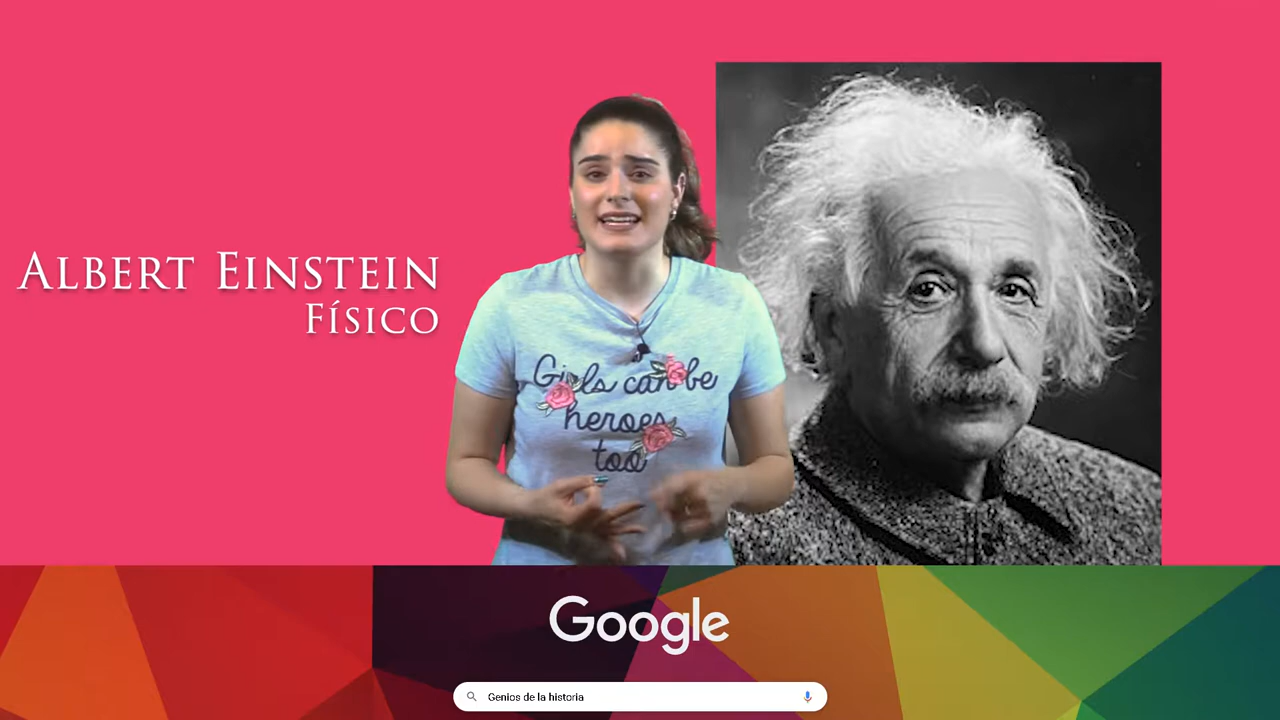 ALBERT EINSTEIN
FÍSICO
Girls can be
heroes
too
Google
Genios de la historia